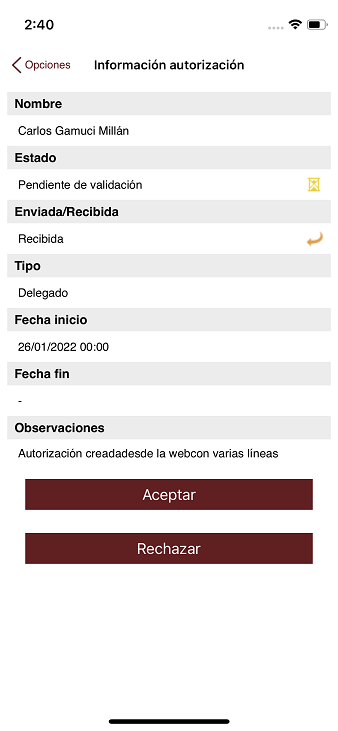 2:40
Opciones
Información autorización
Nombre
Carlos Gamuci Millán
Estado
Pendiente de validación
Enviada/Recibida
Recibida
Tipo
Delegado
Fecha inicio
26/01/2022 00:00
Fecha fin
-
Observaciones
Autorización creadadesde la webcon varias líneas
Aceptar
Rechazar